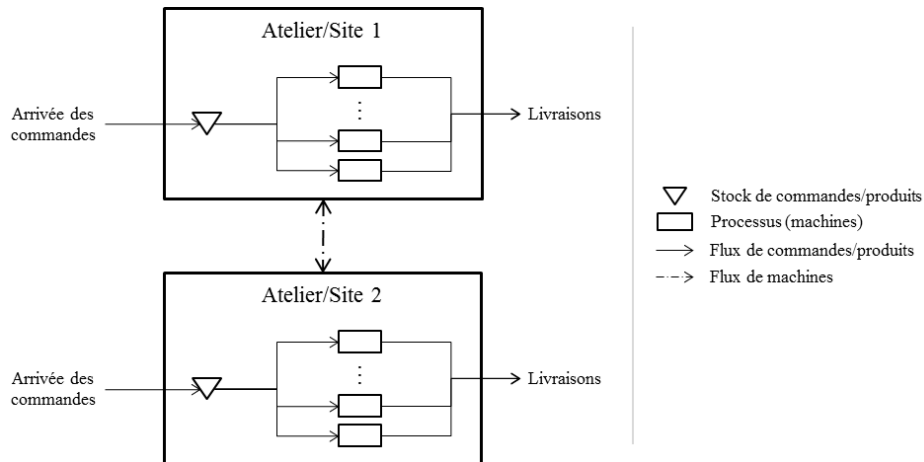 Atelier/Site 1
Arrivée des
commandes
Livraisons
Atelier/Site 2
Arrivée des
commandes
Livraisons
Stock de commandes/produits
Processus (machines)
Flux de commandes/produits
Flux de machines